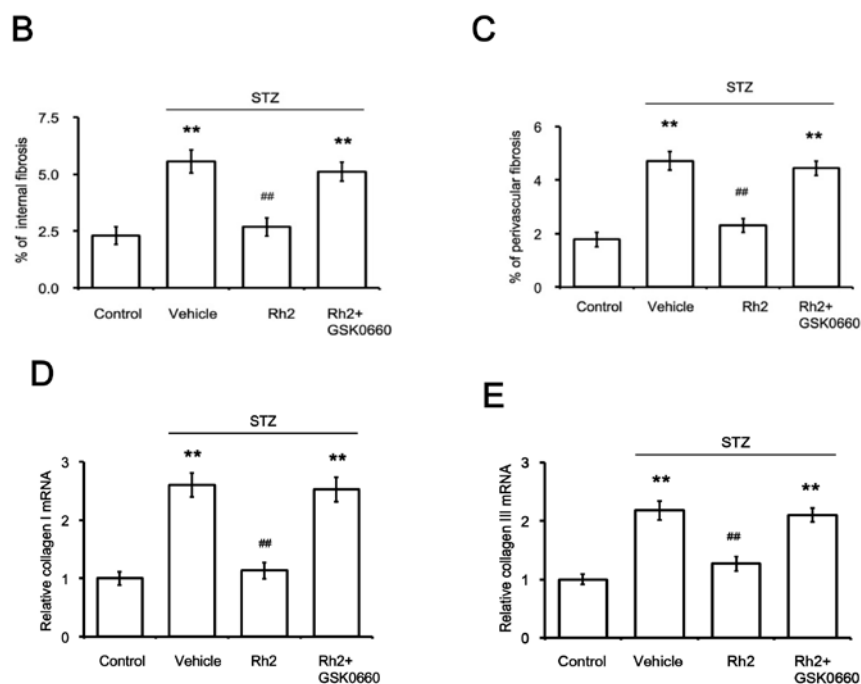 B
STZ
% of internal fibrosis
7.5
5.0
2.5
0.0
**
##
**
Control
Vehicle
Rh2
Rh2+
GSK0660
C
STZ
% of perivascular fibrosis
6
4
2
0
**
##
**
Control
Vehicle
Rh2
Rh2+
GSK0660
D
STZ
Relative collagen I mRNA
3
2
1
0
**
##
**
Control
Vehicle
Rh2
Rh2+
GSK0660
E
STZ
Relative collagen III mRNA
3
2
1
0
**
##
**
Control
Vehicle
Rh2
Rh2+
GSK0660